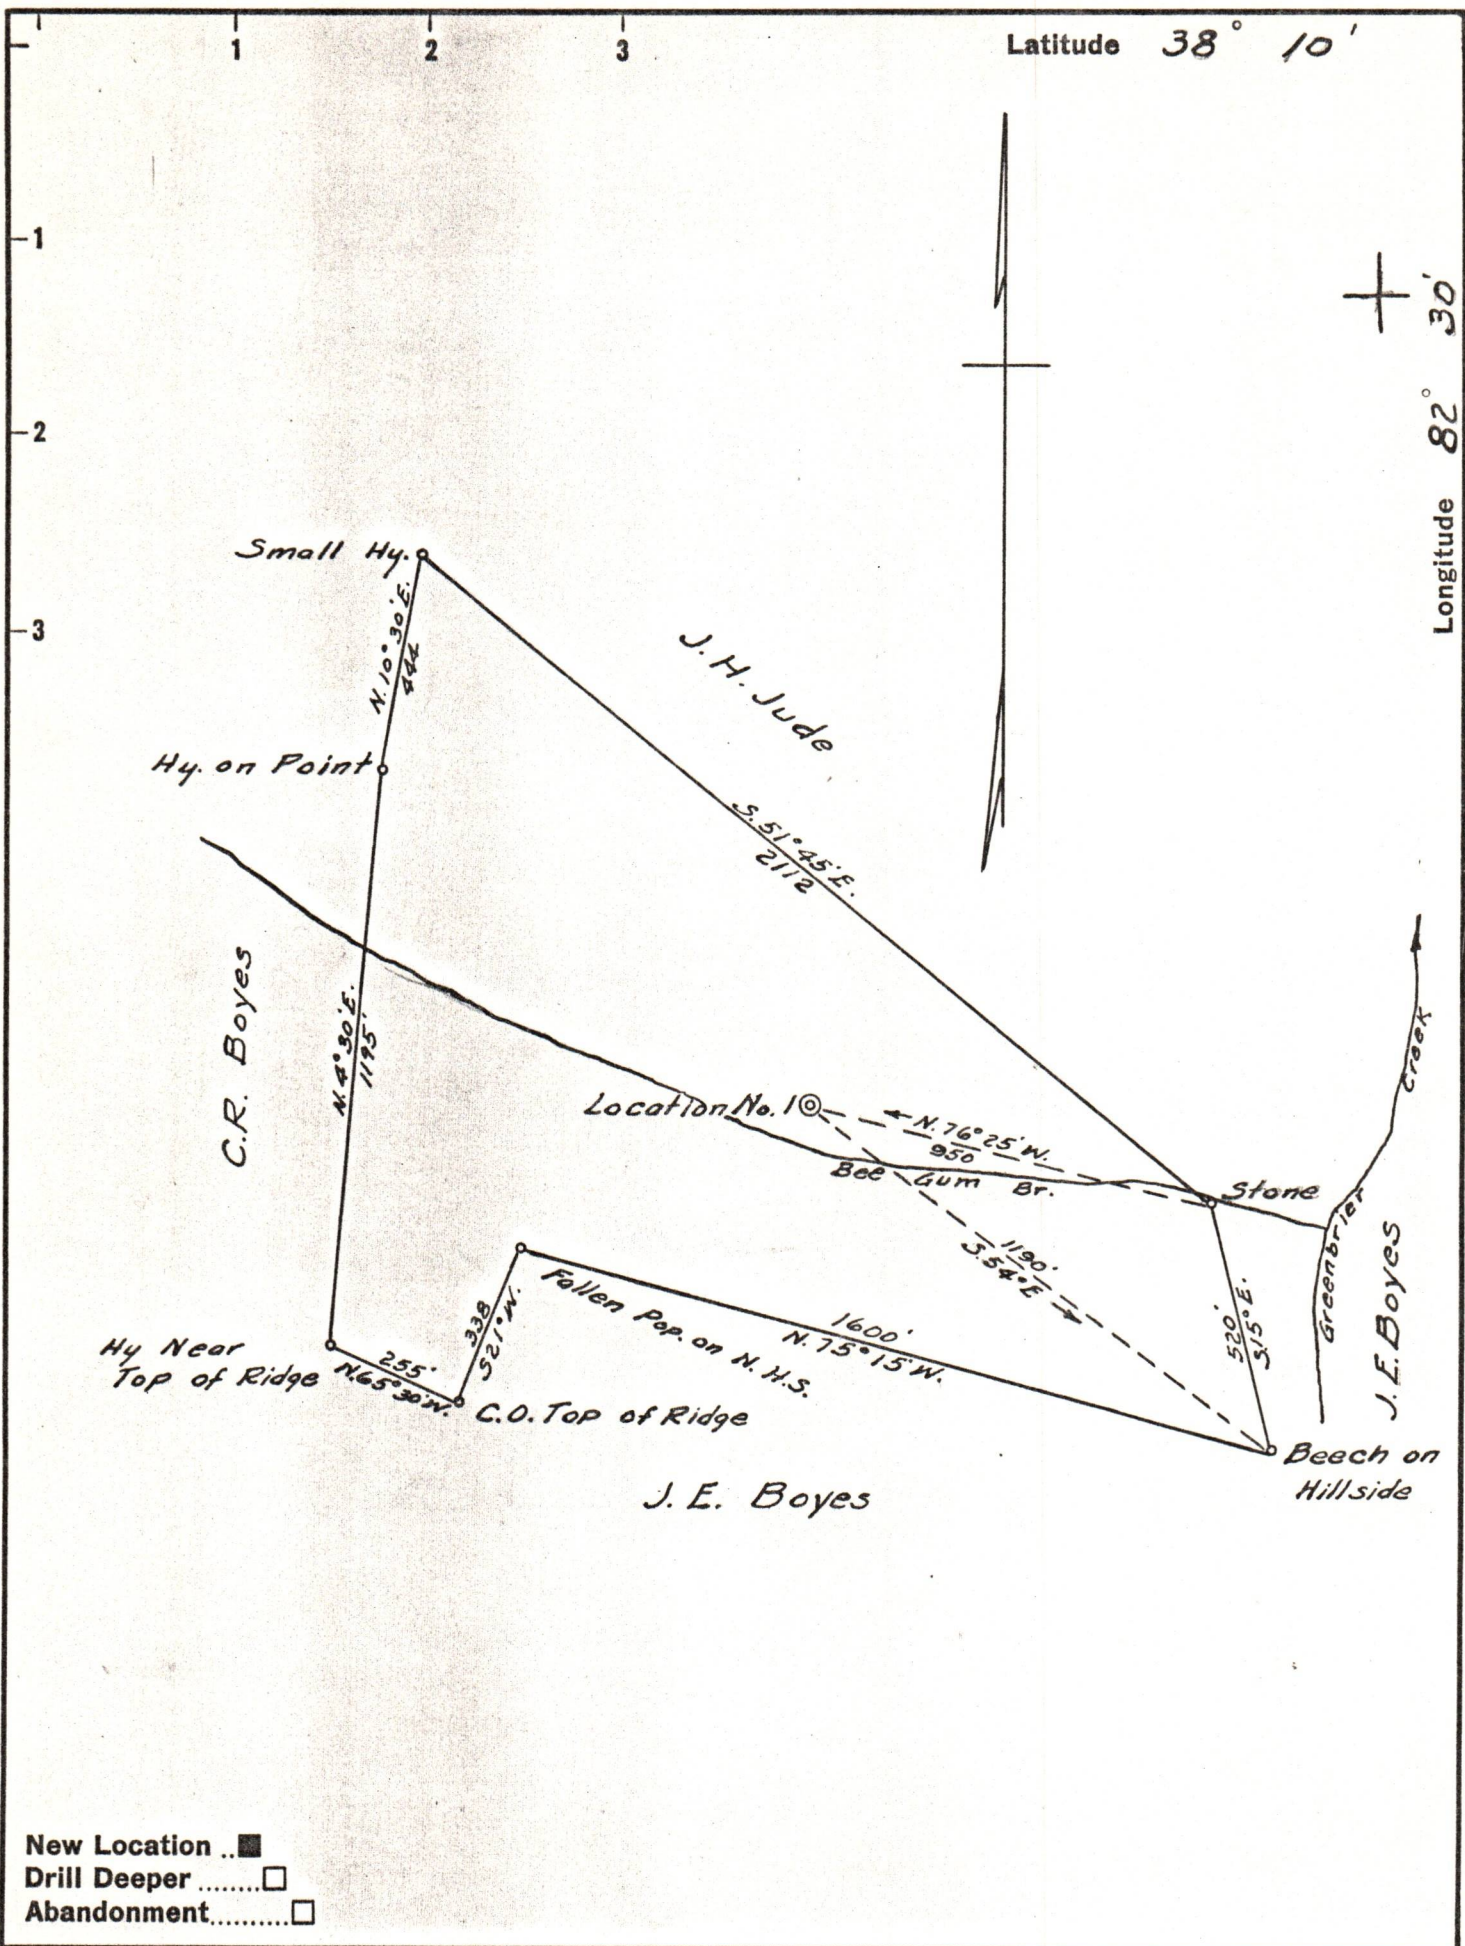 1 2 3
Latitude 38° 10'
1
2
3
Longitude 82° 30'
Small Hy.
N. 10° 30' E.
444
J. H. Jude
Hy. on Point
S. 51° 45' E.
2112
C.R. Boyes
N. 4° 30' E.
1195'
Location No. 1
N. 76° 25' W.
950
Bee Gum Br.
Stone
Greenbrier Creek
J.E. Boyes
1190'
S. 54° E
520'
S15° E.
338
S21° W.
Fallen Pop. on N.H.S.
1600'
N. 75° 15' W.
Hy Near
Top of Ridge
255'
N.65° 30' W.
C.O. Top of Ridge
Beech on
Hillside
J. E. Boyes
New Location ..■
Drill Deeper ........□
Abandonment..........□